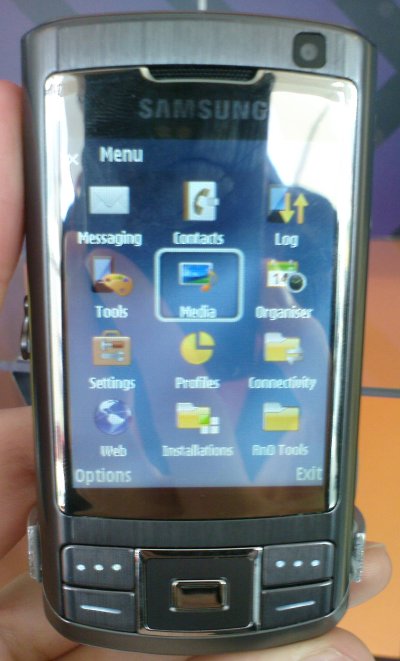 SAMSUNG
Menu
Messaging Contacts Log
Tools Media Organiser
Settings Profiles Connectivity
Web Installations RnD Tools
Options Exit